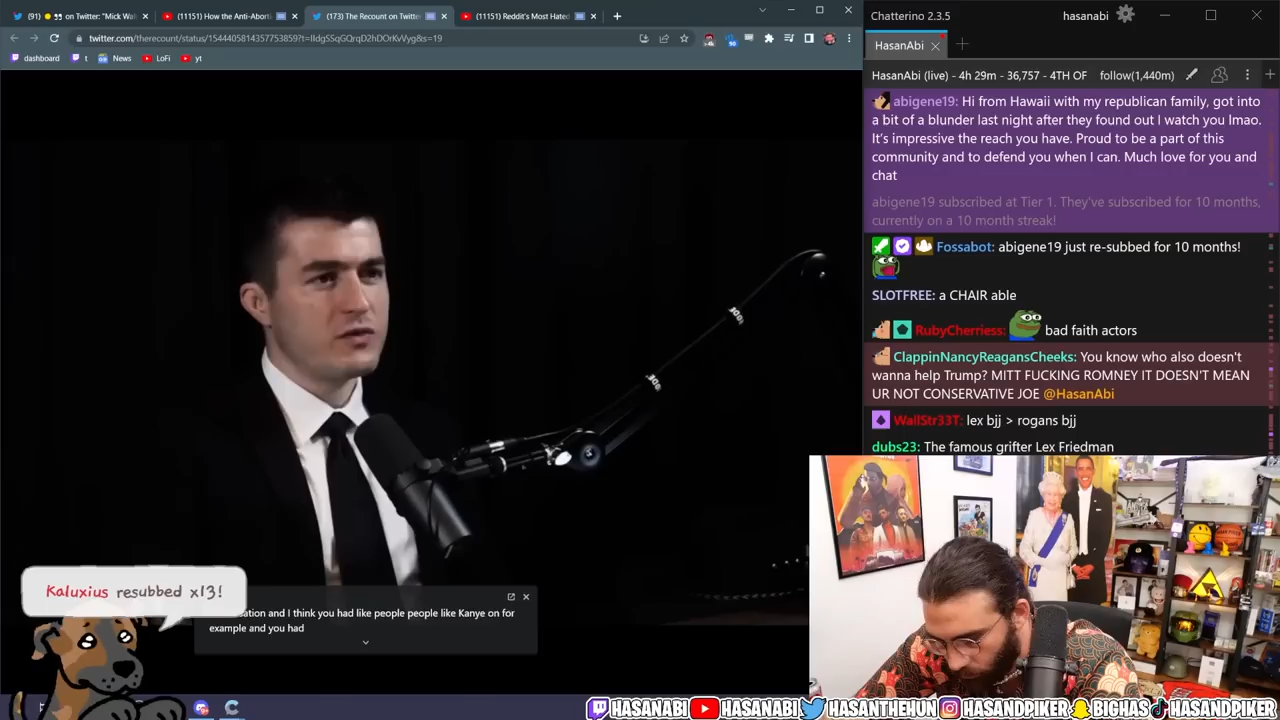 (91) on Twitter: "Mick Wal
(11151) How the Anti-Abort
(173) The Recount on Twitter
(11151) Reddit's Most Hated
twitter.com/therecount/status/1544405814357753859?t=IIdgSSqGQrqD2hDOrKvVyg&s=19
dashboard
t
News
LoFi
yt
Chatterino 2.3.5
hasanabi
HasanAbi
HasanAbi (live) - 4h 29m - 36,757 - 4TH OF
follow(1,440m)
abigene19: Hi from Hawaii with my republican family, got into
a bit of a blunder last night after they found out I watch you lmao.
It's impressive the reach you have. Proud to be a part of this
community and to defend you when I can. Much love for you and
chat
abigene19 subscribed at Tier 1. They've subscribed for 10 months,
currently on a 10 month streak!
Fossabot: abigene19 just re-subbed for 10 months!
SLOTFREE: a CHAIR able
RubyCherriess: bad faith actors
ClappinNancyReagansCheeks: You know who also doesn't
wanna help Trump? MITT FUCKING ROMNEY IT DOESN'T MEAN
UR NOT CONSERVATIVE JOE @HasanAbi
WallStr33T: lex bjj > rogans bjj
dubs23: The famous grifter Lex Friedman
Kaluxius resubbed x13!
ation and I think you had like people people like Kanye on for
example and you had
HASANABI
HASANABI
HASANTHEHUN
HASANDPIKER
BIGHAS
HASANDPIKER